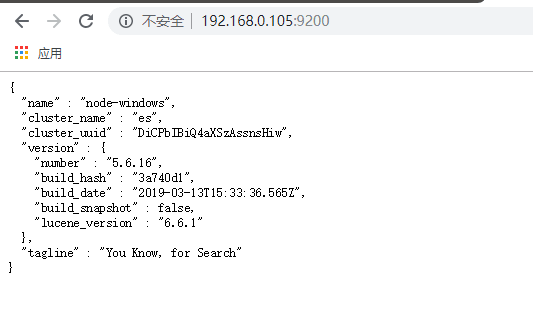 不安全 192.168.0.105:9200
应用
{
"name" : "node-windows",
"cluster_name" : "es",
"cluster_uuid" : "DiCPbIBiQ4aXSzAssnsHiw",
"version" : {
"number" : "5.6.16",
"build_hash" : "3a740d1",
"build_date" : "2019-03-13T15:33:36.565Z",
"build_snapshot" : false,
"lucene_version" : "6.6.1"
},
"tagline" : "You Know, for Search"
}